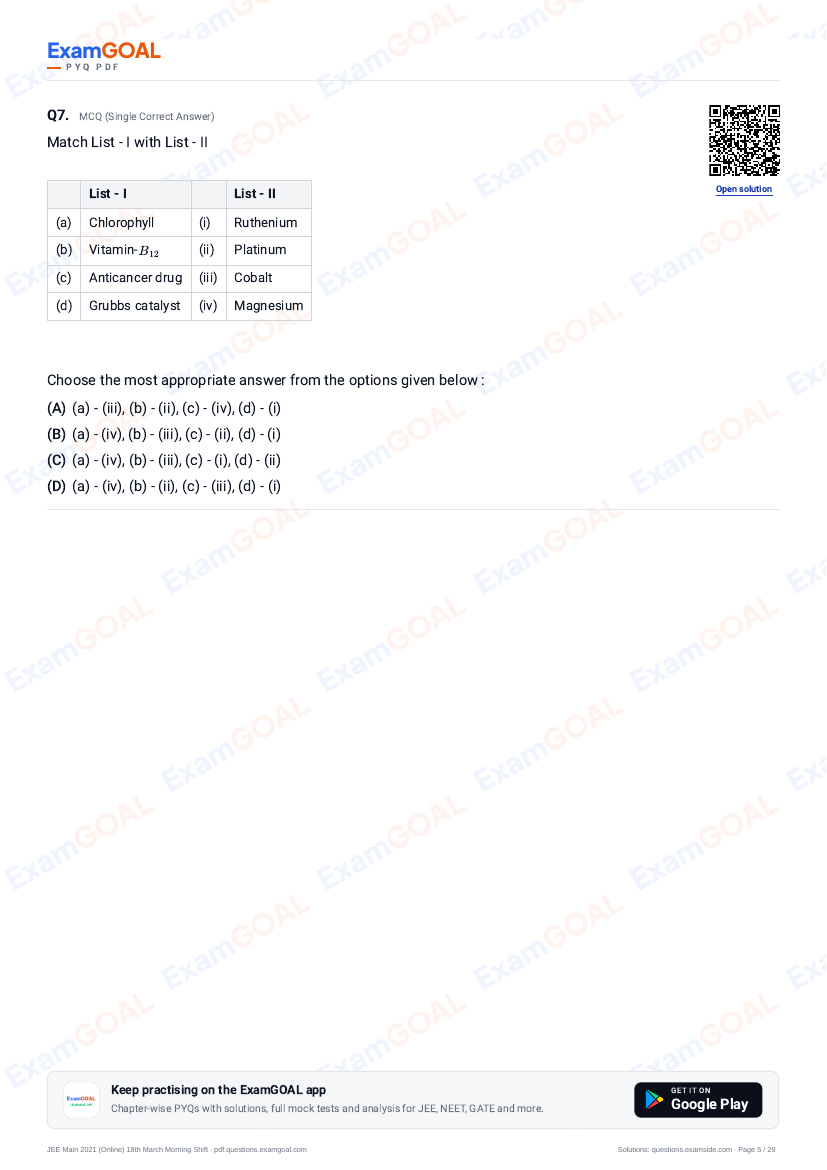 ExamGOAL
PYQ PDF
Q7. MCQ (Single Correct Answer)
Match List - I with List - II
Open solution
List - I List - II
(a) Chlorophyll (i) Ruthenium
(b) Vitamin-B₁₂ (ii) Platinum
(c) Anticancer drug (iii) Cobalt
(d) Grubbs catalyst (iv) Magnesium
Choose the most appropriate answer from the options given below :
(A) (a) - (iii), (b) - (ii), (c) - (iv), (d) - (i)
(B) (a) - (iv), (b) - (iii), (c) - (ii), (d) - (i)
(C) (a) - (iv), (b) - (iii), (c) - (i), (d) - (ii)
(D) (a) - (iv), (b) - (ii), (c) - (iii), (d) - (i)
ExamGOAL
Keep practising on the ExamGOAL app
Chapter-wise PYQs with solutions, full mock tests and analysis for JEE, NEET, GATE and more.
GET IT ON
Google Play
JEE Main 2021 (Online) 18th March Morning Shift · pdf.questions.examgoal.com
Solutions: questions.examside.com · Page 5 / 29